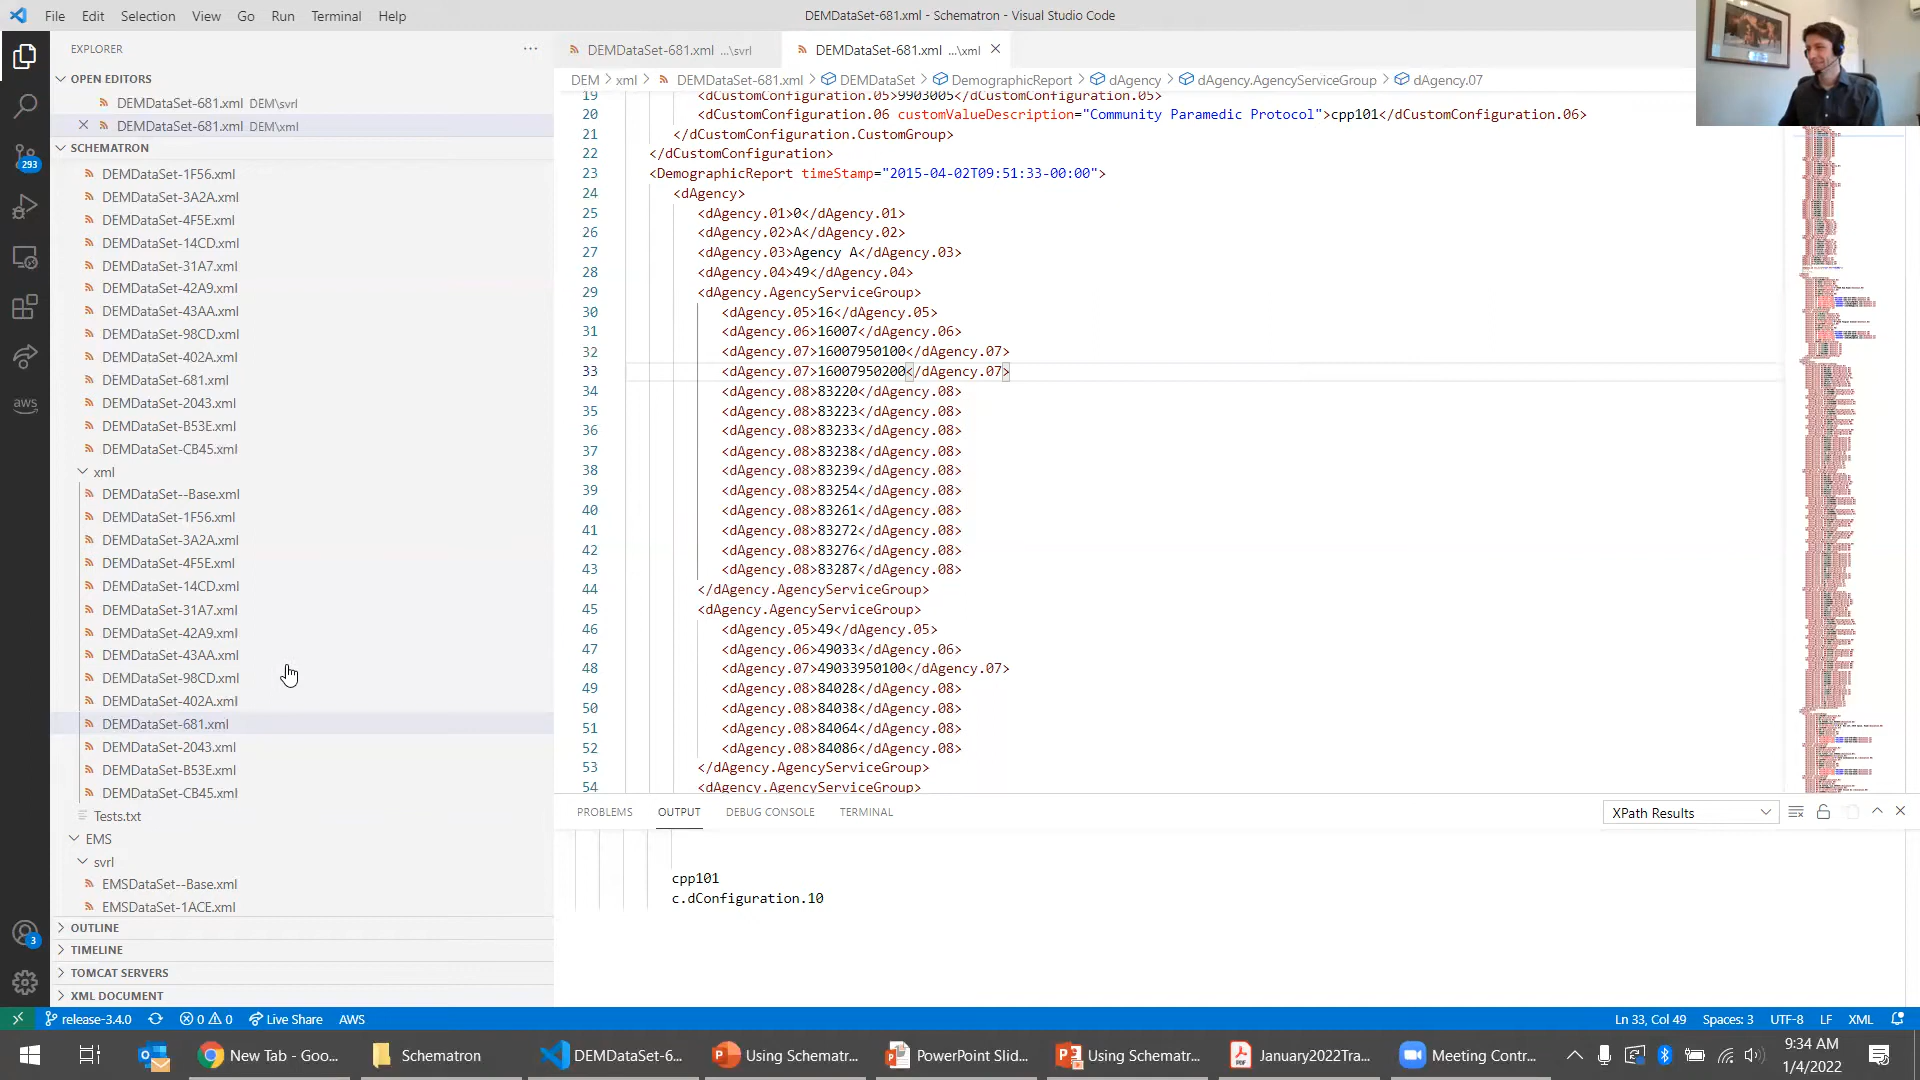 File Edit Selection View Go Run Terminal Help
DEMDataSet-681.xml - Schematron - Visual Studio Code
EXPLORER
OPEN EDITORS
DEMDataSet-681.xml DEM\svrl
DEMDataSet-681.xml DEM\xml
SCHEMATRON
DEMDataSet-1F56.xml
DEMDataSet-3A2A.xml
DEMDataSet-4F5E.xml
DEMDataSet-14CD.xml
DEMDataSet-31A7.xml
DEMDataSet-42A9.xml
DEMDataSet-43AA.xml
DEMDataSet-98CD.xml
DEMDataSet-402A.xml
DEMDataSet-681.xml
DEMDataSet-2043.xml
DEMDataSet-B53E.xml
DEMDataSet-CB45.xml
xml
DEMDataSet--Base.xml
DEMDataSet-1F56.xml
DEMDataSet-3A2A.xml
DEMDataSet-4F5E.xml
DEMDataSet-14CD.xml
DEMDataSet-31A7.xml
DEMDataSet-42A9.xml
DEMDataSet-43AA.xml
DEMDataSet-98CD.xml
DEMDataSet-402A.xml
DEMDataSet-681.xml
DEMDataSet-2043.xml
DEMDataSet-B53E.xml
DEMDataSet-CB45.xml
Tests.txt
EMS
svrl
EMSDataSet--Base.xml
EMSDataSet-1ACE.xml
OUTLINE
TIMELINE
TOMCAT SERVERS
XML DOCUMENT
293
aws
3
DEMDataSet-681.xml ...\svrl
DEMDataSet-681.xml ...\xml
DEM > xml > DEMDataSet-681.xml > DEMDataSet > DemographicReport > dAgency > dAgency.AgencyServiceGroup > dAgency.07
19 <dCustomConfiguration.05>9903005</dCustomConfiguration.05>
20 <dCustomConfiguration.06 customValueDescription="Community Paramedic Protocol">cpp101</dCustomConfiguration.06>
21 </dCustomConfiguration.CustomGroup>
22 </dCustomConfiguration>
23 <DemographicReport timeStamp="2015-04-02T09:51:33-00:00">
24 <dAgency>
25 <dAgency.01>0</dAgency.01>
26 <dAgency.02>A</dAgency.02>
27 <dAgency.03>Agency A</dAgency.03>
28 <dAgency.04>49</dAgency.04>
29 <dAgency.AgencyServiceGroup>
30 <dAgency.05>16</dAgency.05>
31 <dAgency.06>16007</dAgency.06>
32 <dAgency.07>16007950100</dAgency.07>
33 <dAgency.07>16007950200</dAgency.07>
34 <dAgency.08>83220</dAgency.08>
35 <dAgency.08>83223</dAgency.08>
36 <dAgency.08>83233</dAgency.08>
37 <dAgency.08>83238</dAgency.08>
38 <dAgency.08>83239</dAgency.08>
39 <dAgency.08>83254</dAgency.08>
40 <dAgency.08>83261</dAgency.08>
41 <dAgency.08>83272</dAgency.08>
42 <dAgency.08>83276</dAgency.08>
43 <dAgency.08>83287</dAgency.08>
44 </dAgency.AgencyServiceGroup>
45 <dAgency.AgencyServiceGroup>
46 <dAgency.05>49</dAgency.05>
47 <dAgency.06>49033</dAgency.06>
48 <dAgency.07>49033950100</dAgency.07>
49 <dAgency.08>84028</dAgency.08>
50 <dAgency.08>84038</dAgency.08>
51 <dAgency.08>84064</dAgency.08>
52 <dAgency.08>84086</dAgency.08>
53 </dAgency.AgencyServiceGroup>
54 <dAgency.AgencyServiceGroup>
PROBLEMS OUTPUT DEBUG CONSOLE TERMINAL
XPath Results
cpp101
c.dConfiguration.10
release-3.4.0 0 0 Live Share AWS
Ln 33, Col 49 Spaces: 3 UTF-8 LF XML
New Tab - Goo... Schematron DEMDataSet-6... Using Schematr... PowerPoint Slid... Using Schematr... January2022Tra... Meeting Contr...
9:34 AM
1/4/2022